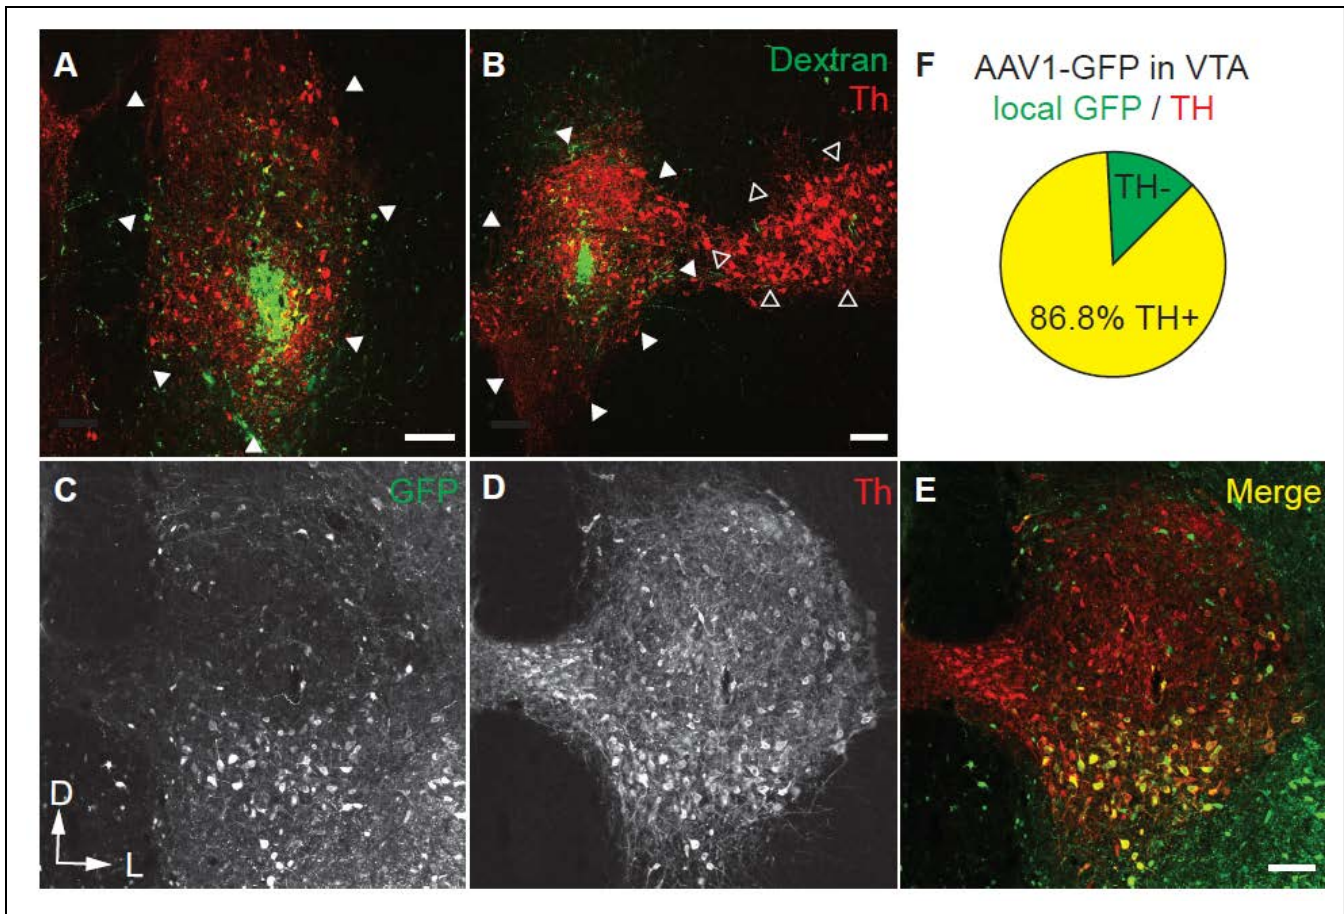 A
B
Dextran
Th
F
AAV1-GFP in VTA
local GFP / TH
TH-
86.8% TH+
C
GFP
D
Th
E
Merge
D
L